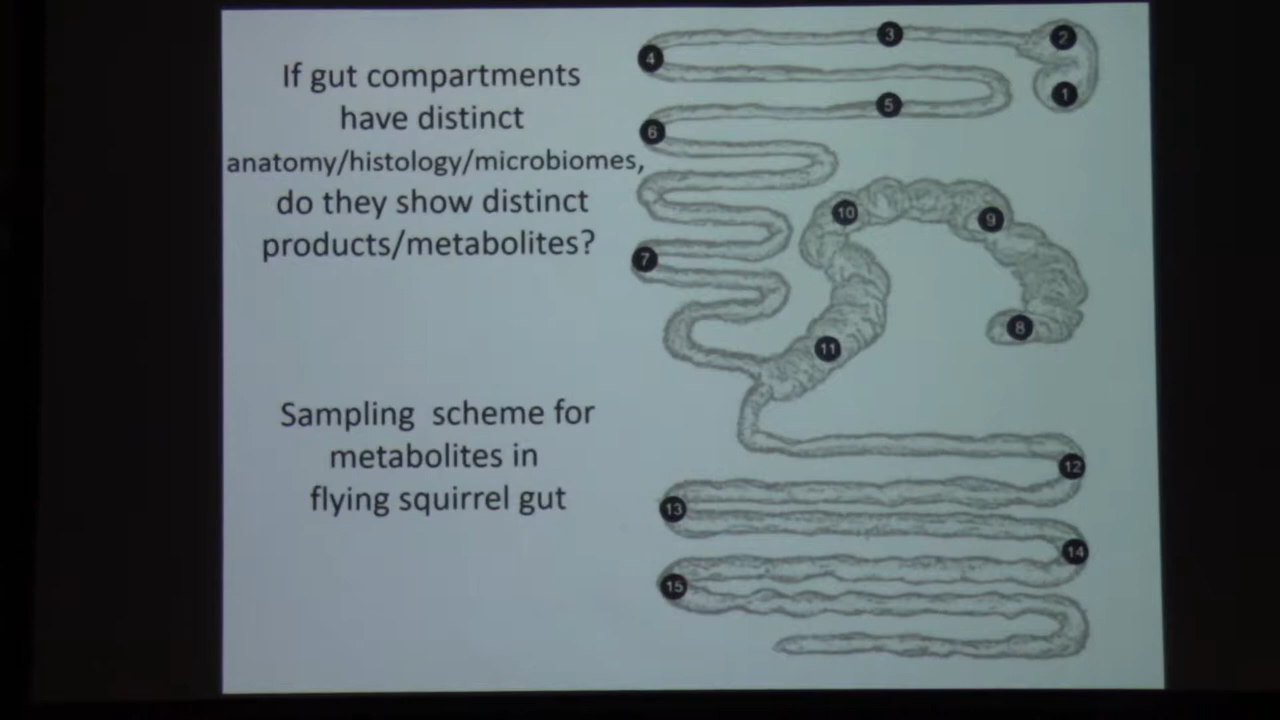 If gut compartments
have distinct
anatomy/histology/microbiomes,
do they show distinct
products/metabolites?
Sampling scheme for
metabolites in
flying squirrel gut
3
2
4
1
5
6
10
9
7
8
11
12
13
14
15